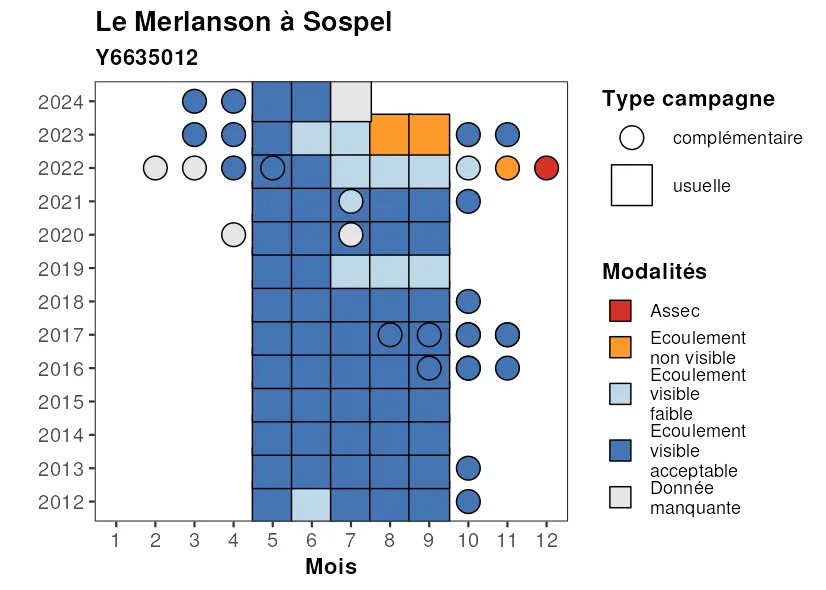 Le Merlanson à Sospel
Y6635012
2024
2023
2022
2021
2020
2019
2018
2017
2016
2015
2014
2013
2012
1 2 3 4 5 6 7 8 9 10 11 12
Mois
Type campagne
complémentaire
usuelle
Modalités
Assec
Ecoulement
non visible
Ecoulement
visible
faible
Ecoulement
visible
acceptable
Donnée
manquante